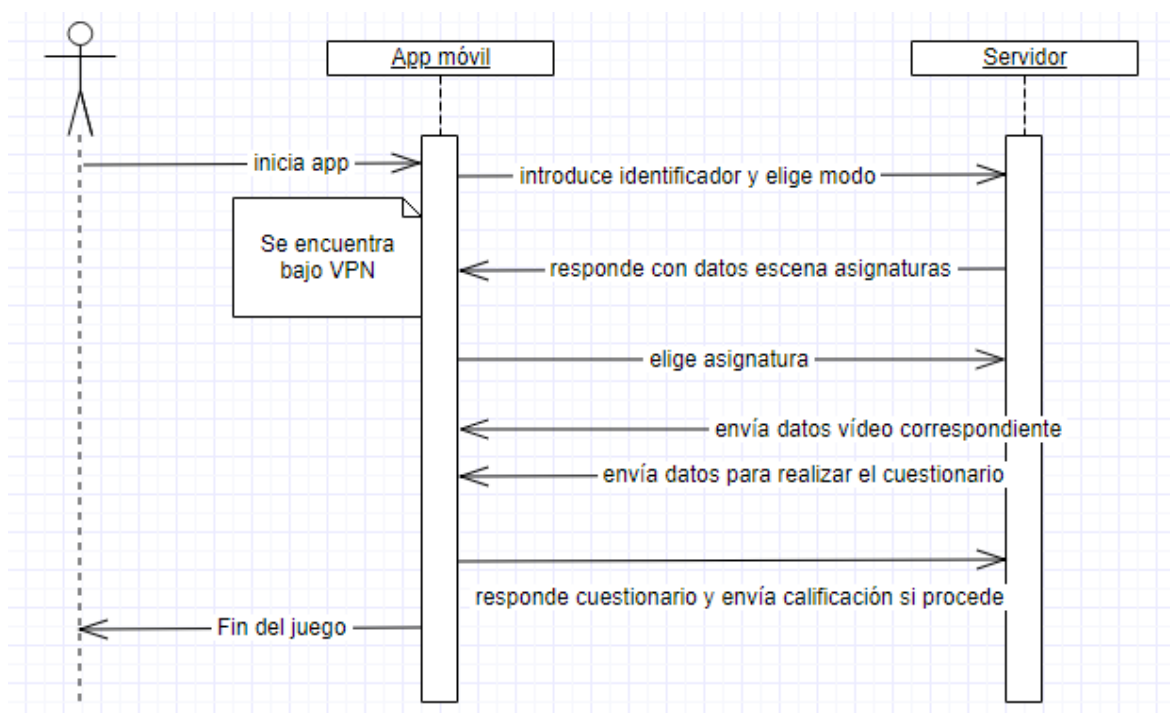 App móvil
Servidor
inicia app
introduce identificador y elige modo
Se encuentra
bajo VPN
responde con datos escena asignaturas
elige asignatura
envía datos vídeo correspondiente
envía datos para realizar el cuestionario
responde cuestionario y envía calificación si procede
Fin del juego